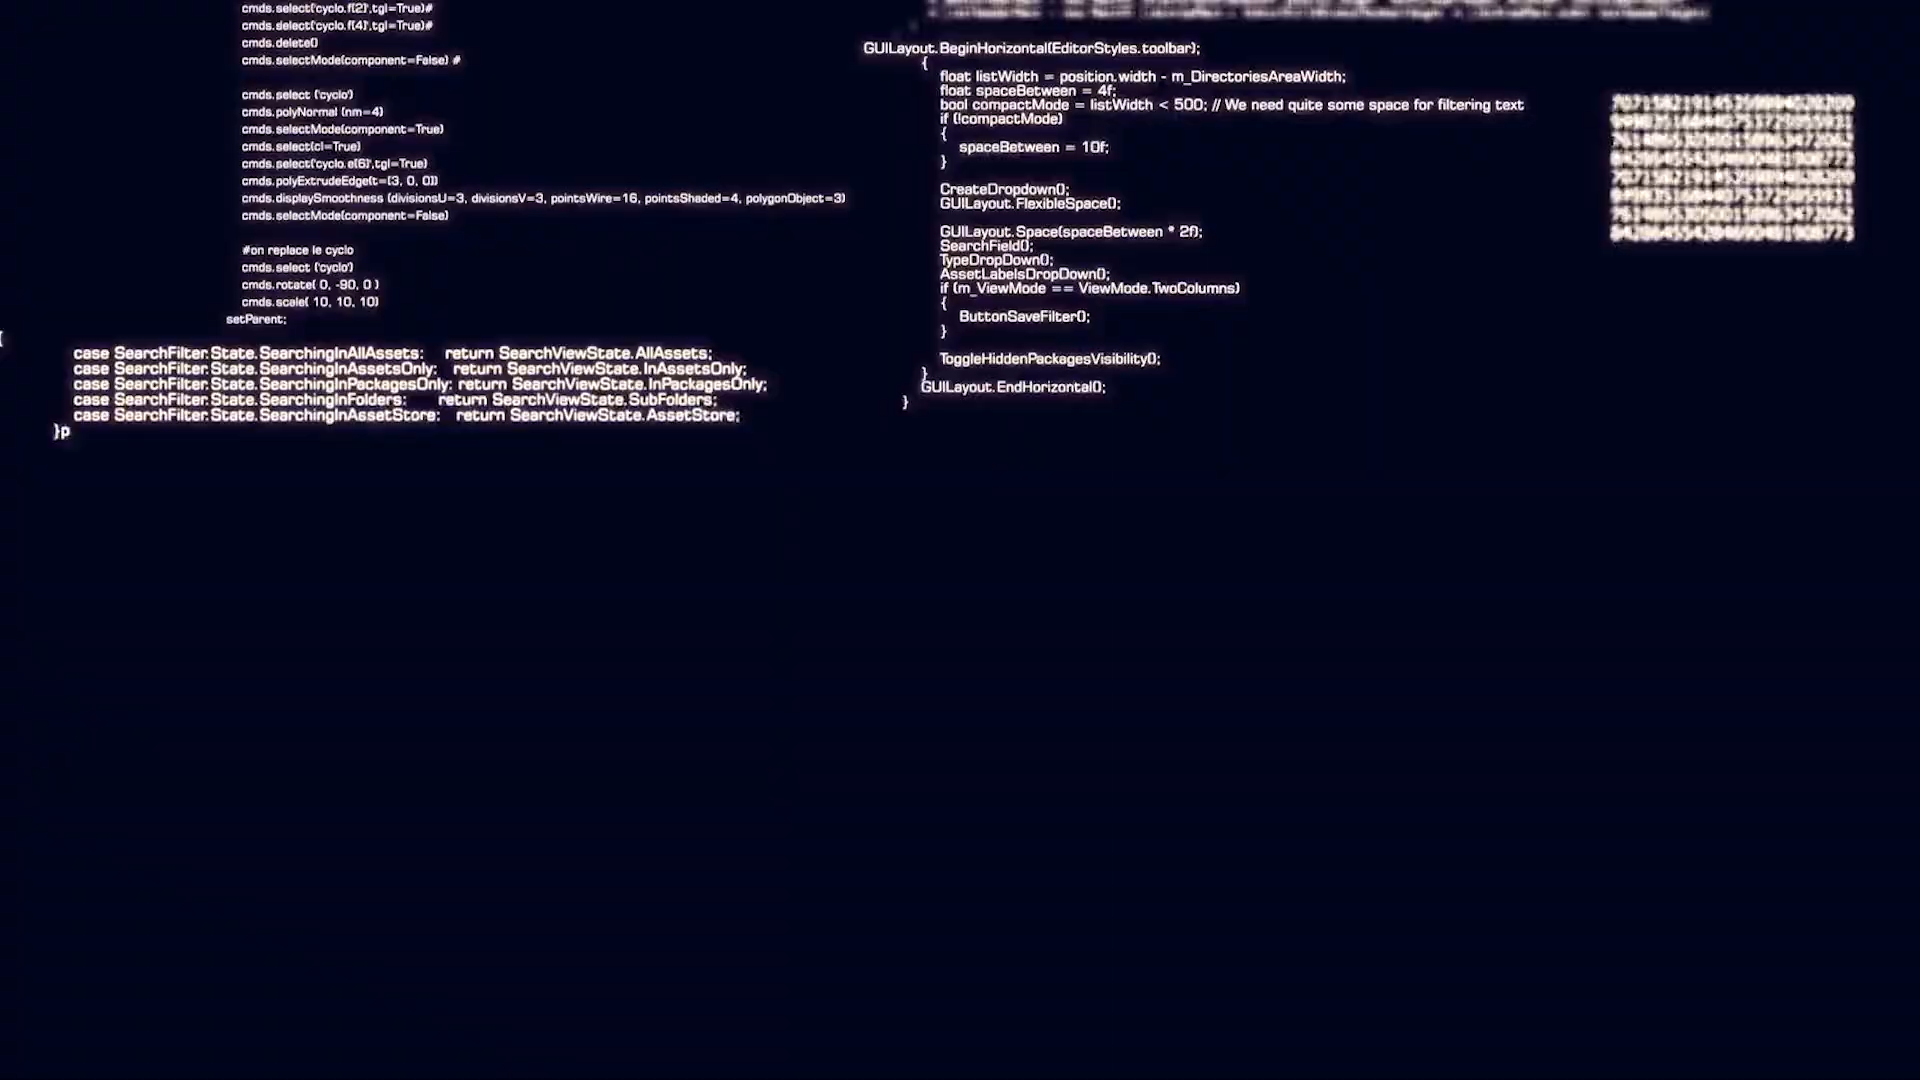 cmds.select('cyclo.f[2]',tgl=True)#
cmds.select('cyclo.f[4]',tgl=True)#
cmds.delete()
cmds.selectMode(component=False) #
cmds.select ('cyclo')
cmds.polyNormal (nm=4)
cmds.selectMode(component=True)
cmds.select(cl=True)
cmds.select('cyclo.e[6]',tgl=True)
cmds.polyExtrudeEdge(t=[3, 0, 0])
cmds.displaySmoothness (divisionsU=3, divisionsV=3, pointsWire=16, pointsShaded=4, polygonObject=3)
cmds.selectMode(component=False)
#on replace le cyclo
cmds.select ('cyclo')
cmds.rotate( 0, -90, 0 )
cmds.scale( 10, 10, 10)
setParent;
{
case SearchFilter.State.SearchingInAllAssets: return SearchViewState.AllAssets;
case SearchFilter.State.SearchingInAssetsOnly: return SearchViewState.InAssetsOnly;
case SearchFilter.State.SearchingInPackagesOnly: return SearchViewState.InPackagesOnly;
case SearchFilter.State.SearchingInFolders: return SearchViewState.SubFolders;
case SearchFilter.State.SearchingInAssetStore: return SearchViewState.AssetStore;
}p
GUILayout.BeginHorizontal(EditorStyles.toolbar);
{
float listWidth = position.width - m_DirectoriesAreaWidth;
float spaceBetween = 4f;
bool compactMode = listWidth < 500; // We need quite some space for filtering text
if (!compactMode)
{
spaceBetween = 10f;
}
CreateDropdown();
GUILayout.FlexibleSpace();
GUILayout.Space(spaceBetween * 2f);
SearchField();
TypeDropDown();
AssetLabelsDropDown();
if (m_ViewMode == ViewMode.TwoColumns)
{
ButtonSaveFilter();
}
ToggleHiddenPackagesVisibility();
}
GUILayout.EndHorizontal();
}